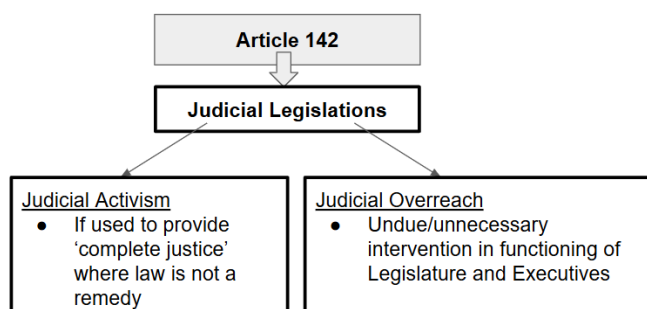 Article 142
Judicial Legislations
Judicial Activism
● If used to provide
‘complete justice’
where law is not a
remedy
Judicial Overreach
● Undue/unnecessary
intervention in functioning of
Legislature and Executives